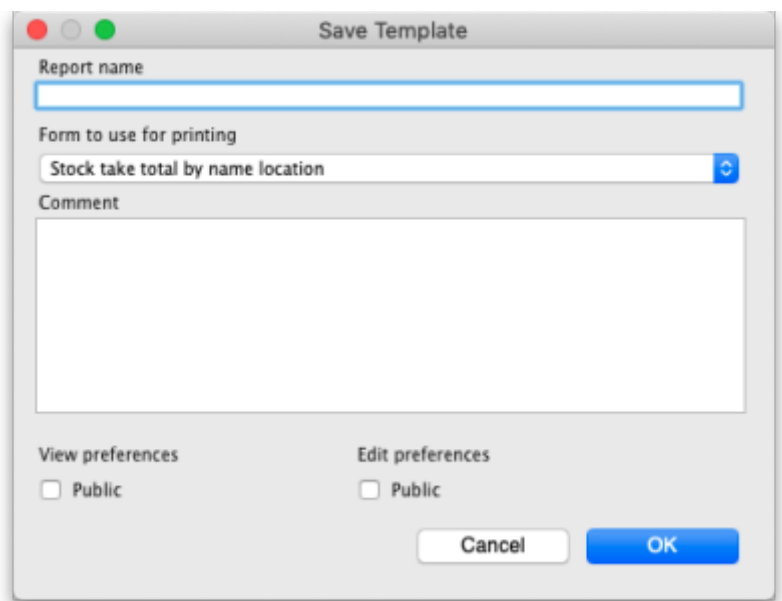 Save Template
Report name
Form to use for printing
Stock take total by name location
Comment
View preferences Edit preferences
Public Public
Cancel OK